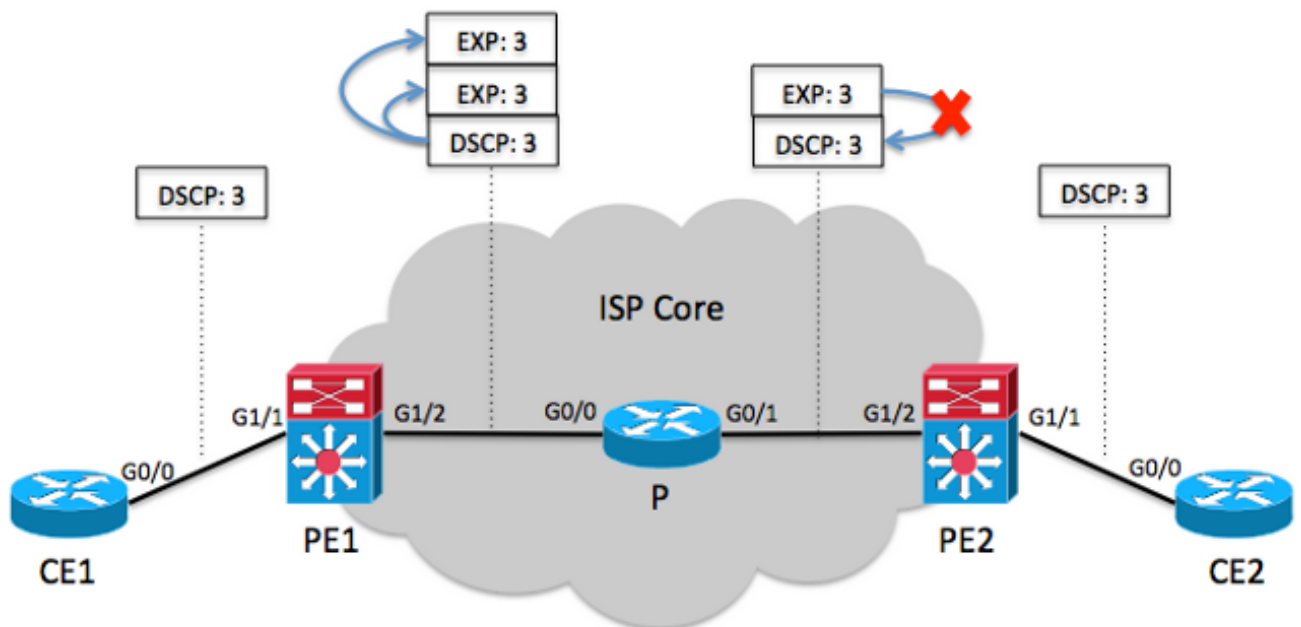 EXP: 3
EXP: 3
DSCP: 3
EXP: 3
DSCP: 3
DSCP: 3
DSCP: 3
ISP Core
G1/1
G1/2
G0/0
G0/1
G1/2
G1/1
G0/0
G0/0
CE1
PE1
P
PE2
CE2